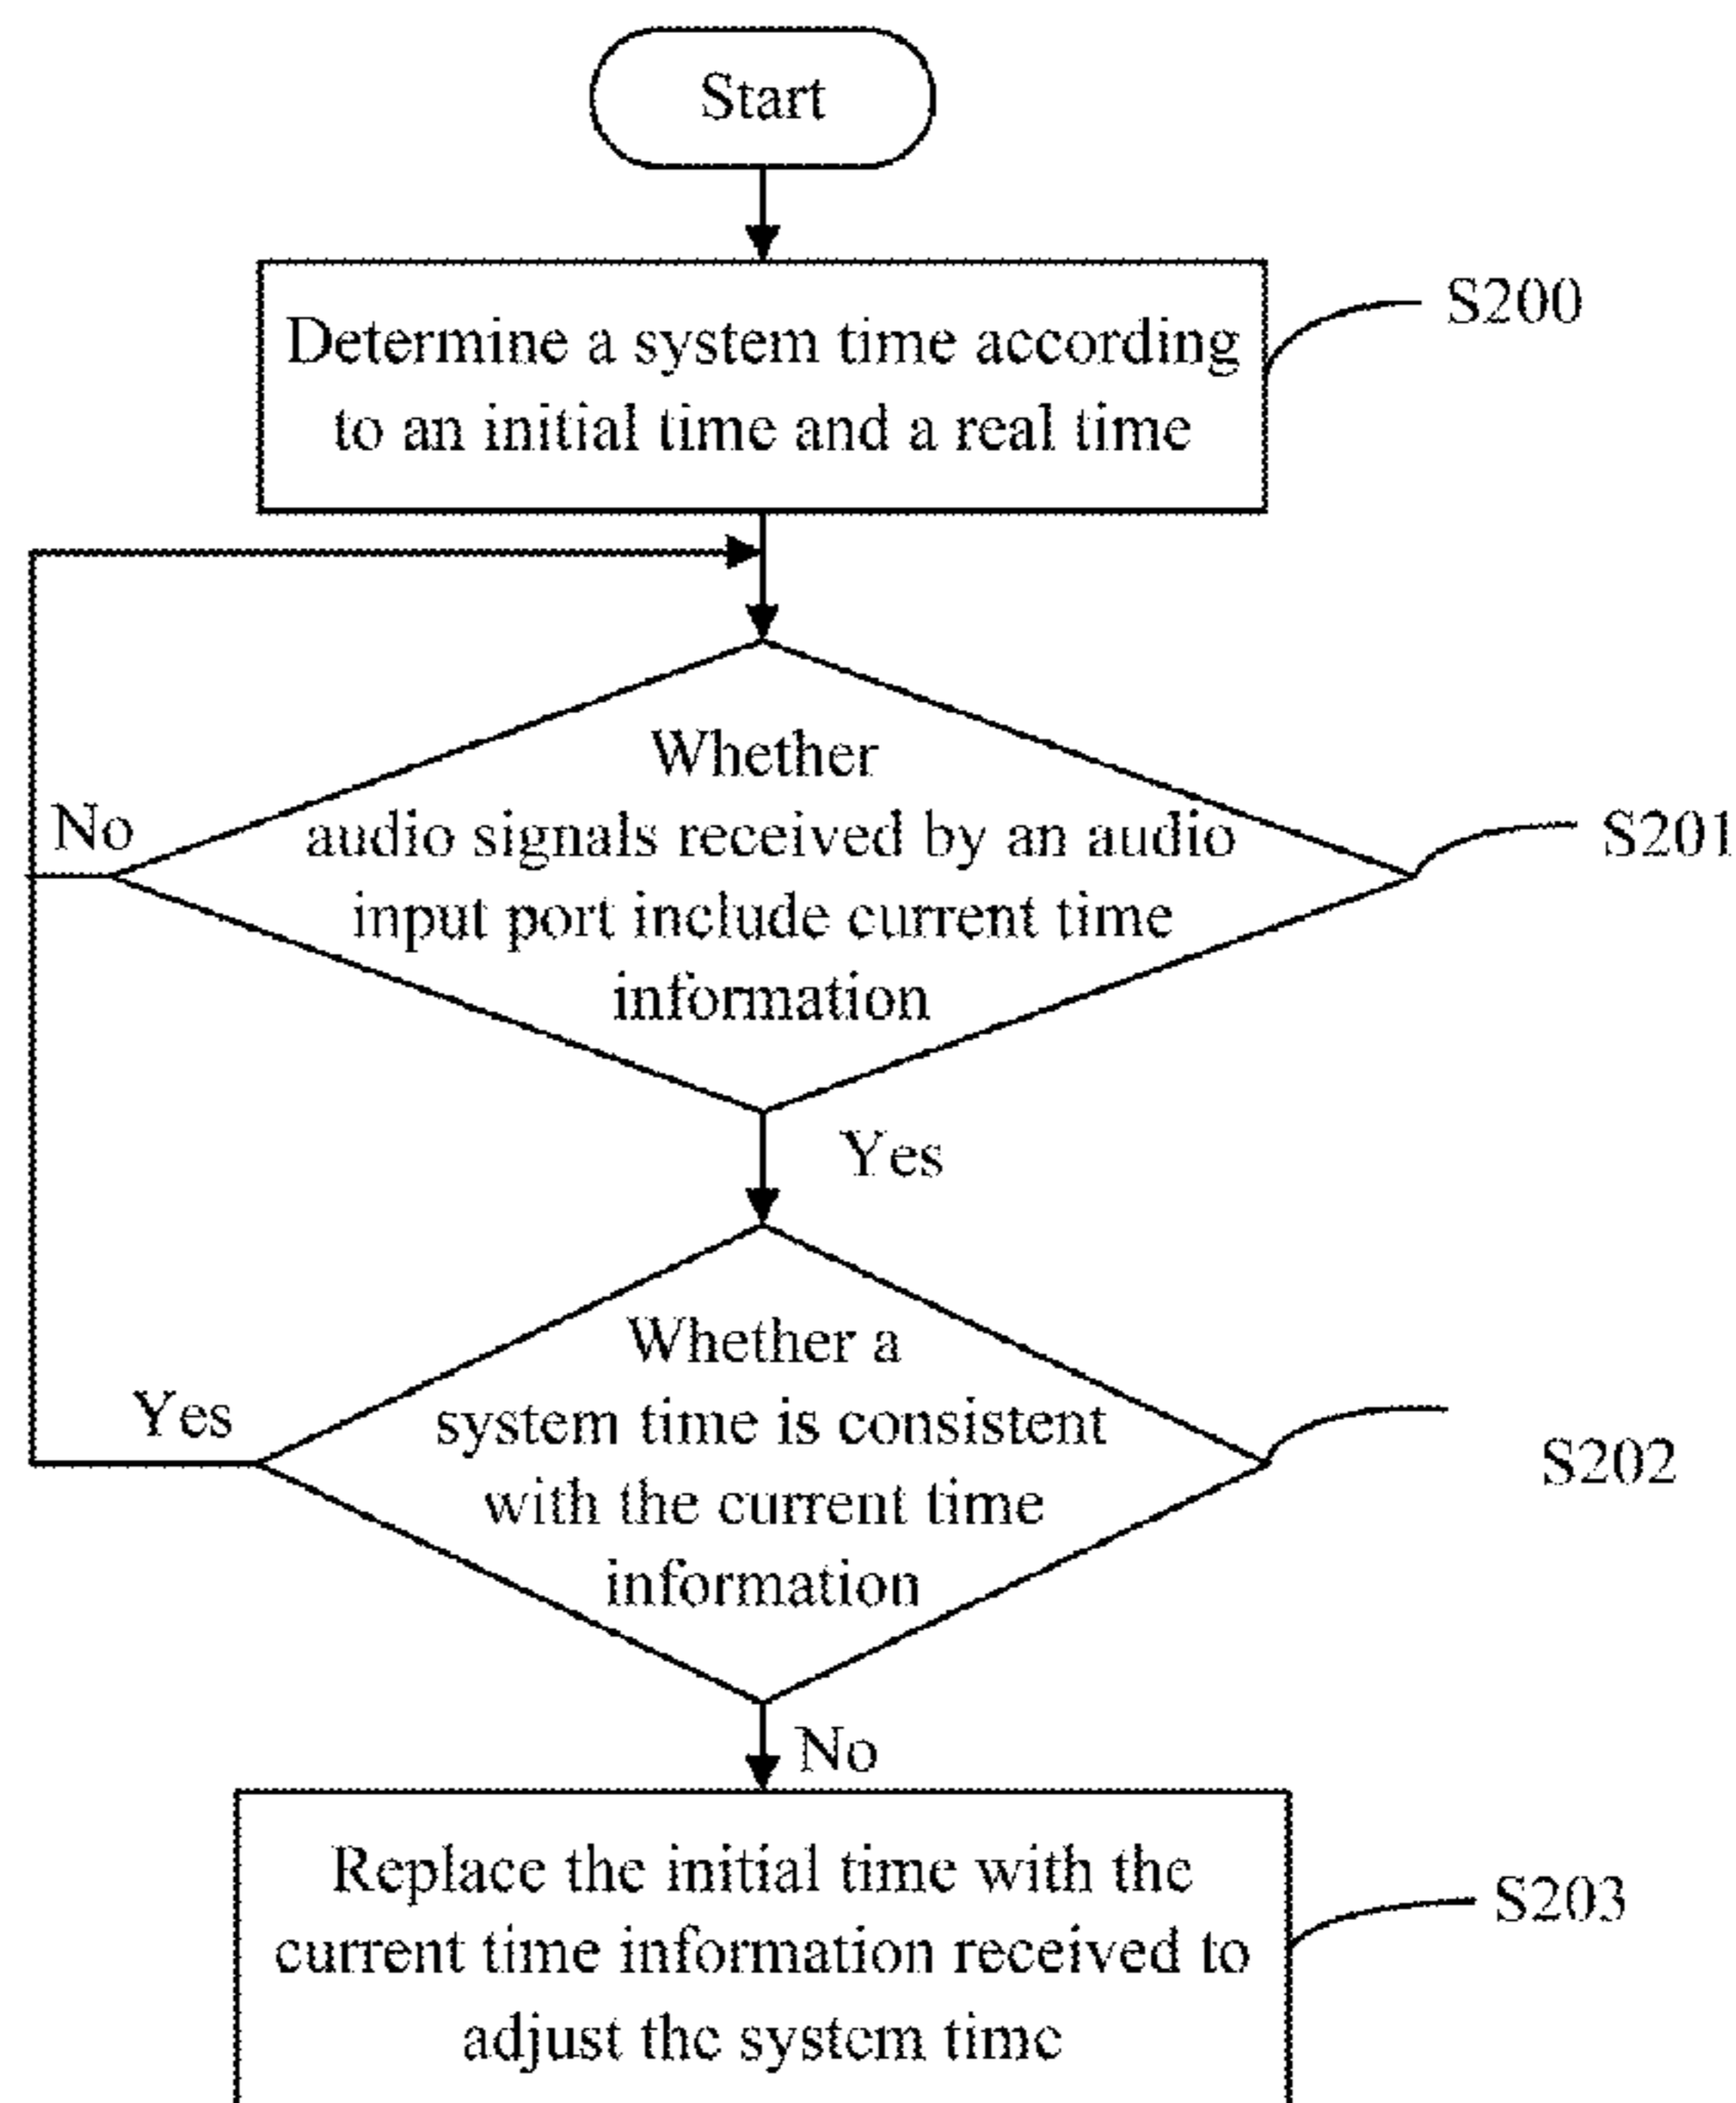 Start
Determine a system time according
to an initial time and a real time
S200
Whether
audio signals received by an audio
input port include current time
information
No
S201
Yes
Whether a
system time is consistent
with the current time
information
Yes
S202
No
Replace the initial time with the
current time information received to
adjust the system time
S203